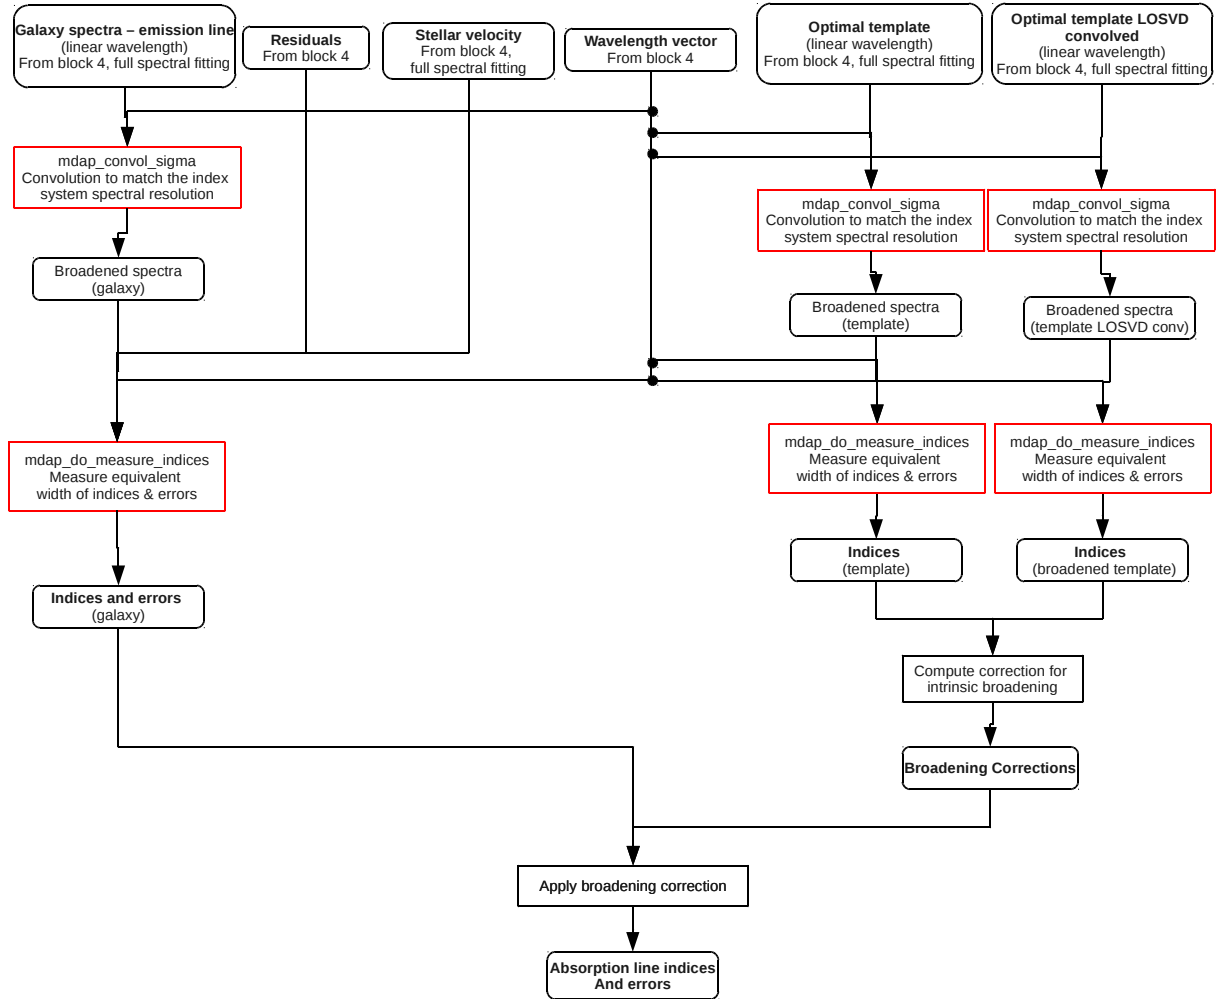 Galaxy spectra – emission line
(linear wavelength)
From block 4, full spectral fitting
Residuals
From block 4
Stellar velocity
From block 4,
full spectral fitting
Wavelength vector
From block 4
Optimal template
(linear wavelength)
From block 4, full spectral fitting
Optimal template LOSVD
convolved
(linear wavelength)
From block 4, full spectral fitting
mdap_convol_sigma
Convolution to match the index
system spectral resolution
mdap_convol_sigma
Convolution to match the index
system spectral resolution
mdap_convol_sigma
Convolution to match the index
system spectral resolution
Broadened spectra
(galaxy)
Broadened spectra
(template)
Broadened spectra
(template LOSVD conv)
mdap_do_measure_indices
Measure equivalent
width of indices & errors
mdap_do_measure_indices
Measure equivalent
width of indices & errors
mdap_do_measure_indices
Measure equivalent
width of indices & errors
Indices
(template)
Indices
(broadened template)
Indices and errors
(galaxy)
Compute correction for
intrinsic broadening
Broadening Corrections
Apply broadening correction
Absorption line indices
And errors